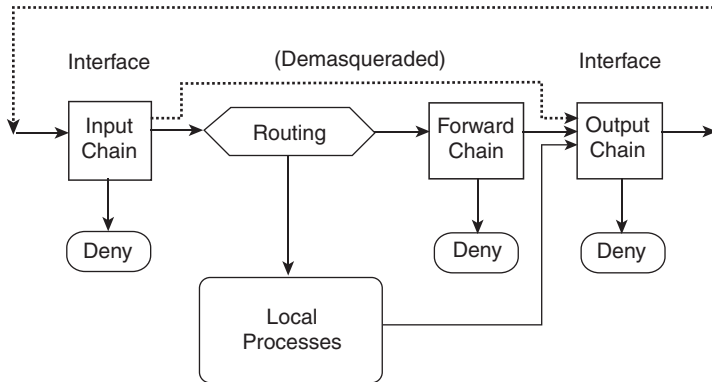 Interface
(Demasqueraded)
Interface
Input
Chain
Routing
Forward
Chain
Output
Chain
Deny
Deny
Deny
Local
Processes